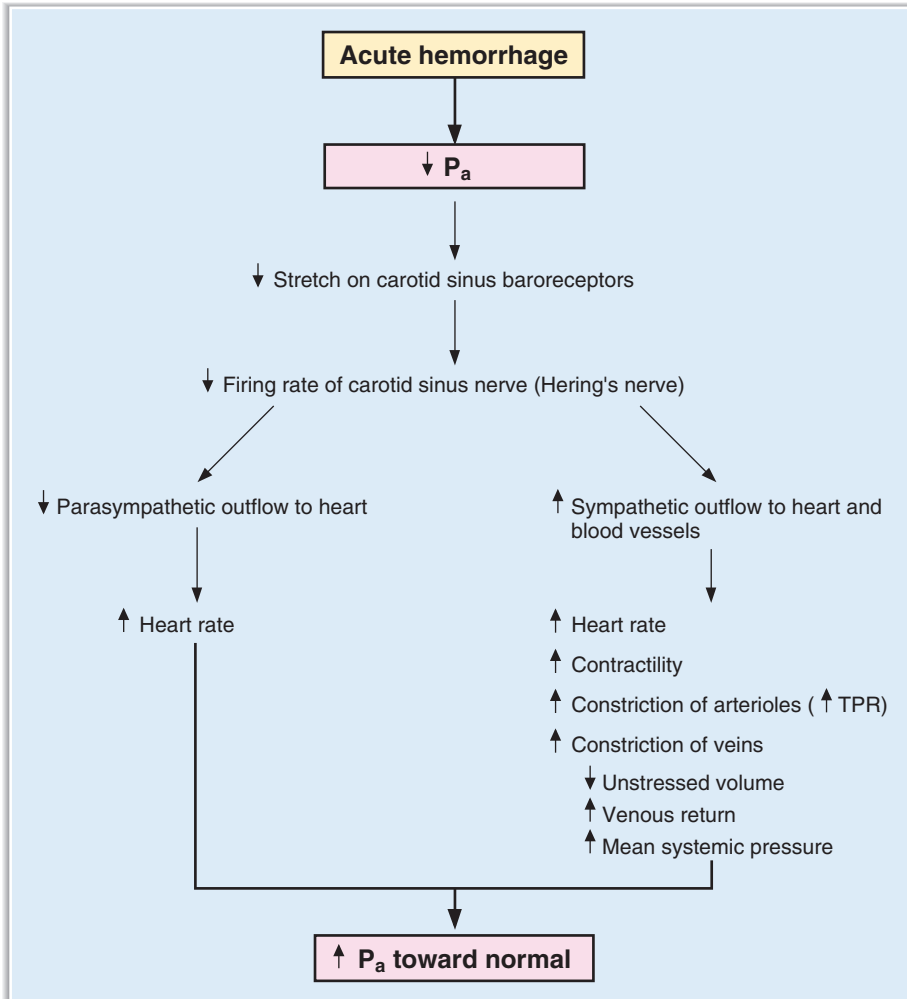 Acute hemorrhage
↓ Pₐ
↓ Stretch on carotid sinus baroreceptors
↓ Firing rate of carotid sinus nerve (Hering's nerve)
↓ Parasympathetic outflow to heart
↑ Heart rate
↑ Sympathetic outflow to heart and
blood vessels
↑ Heart rate
↑ Contractility
↑ Constriction of arterioles ( ↑ TPR)
↑ Constriction of veins
↓ Unstressed volume
↑ Venous return
↑ Mean systemic pressure
↑ Pₐ toward normal